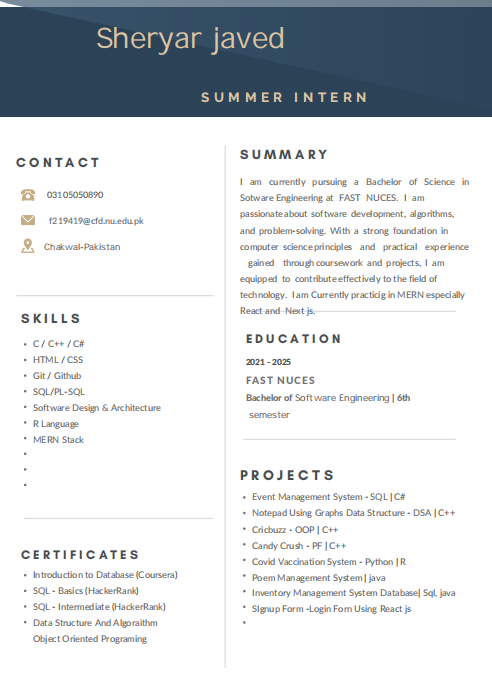 Sheryar javed
SUMMER INTERN
CONTACT
03105050890
f219419@cfd.nu.edu.pk
Chakwal-Pakistan
SKILLS
• C / C++ / C#
• HTML / CSS
• Git / Github
• SQL/PL-SQL
• Software Design & Architecture
• R Language
• MERN Stack
•
•
•
CERTIFICATES
• Introduction to Database (Coursera)
• SQL - Basics (HackerRank)
• SQL - Intermediate (HackerRank)
• Data Structure And Algoraithm
Object Oriented Programing
SUMMARY
I am currently pursuing a Bachelor of Science in
Sotware Engineering at FAST NUCES. I am
passionate about software development, algorithms,
and problem-solving. With a strong foundation in
computer science principles and practical experience
gained through coursework and projects, I am
equipped to contribute effectively to the field of
technology. I am Currently practicig in MERN especially
React and Next js.
EDUCATION
2021 - 2025
FAST NUCES
Bachelor of Software Engineering | 6th
semester
PROJECTS
• Event Management System - SQL | C#
• Notepad Using Graphs Data Structure - DSA | C++
• Cricbuzz - OOP | C++
• Candy Crush - PF | C++
• Covid Vaccination System - Python | R
• Poem Management System | java
• Inventory Management System Database| Sql, java
• SIgnup Form -Login Forn Using React js
•